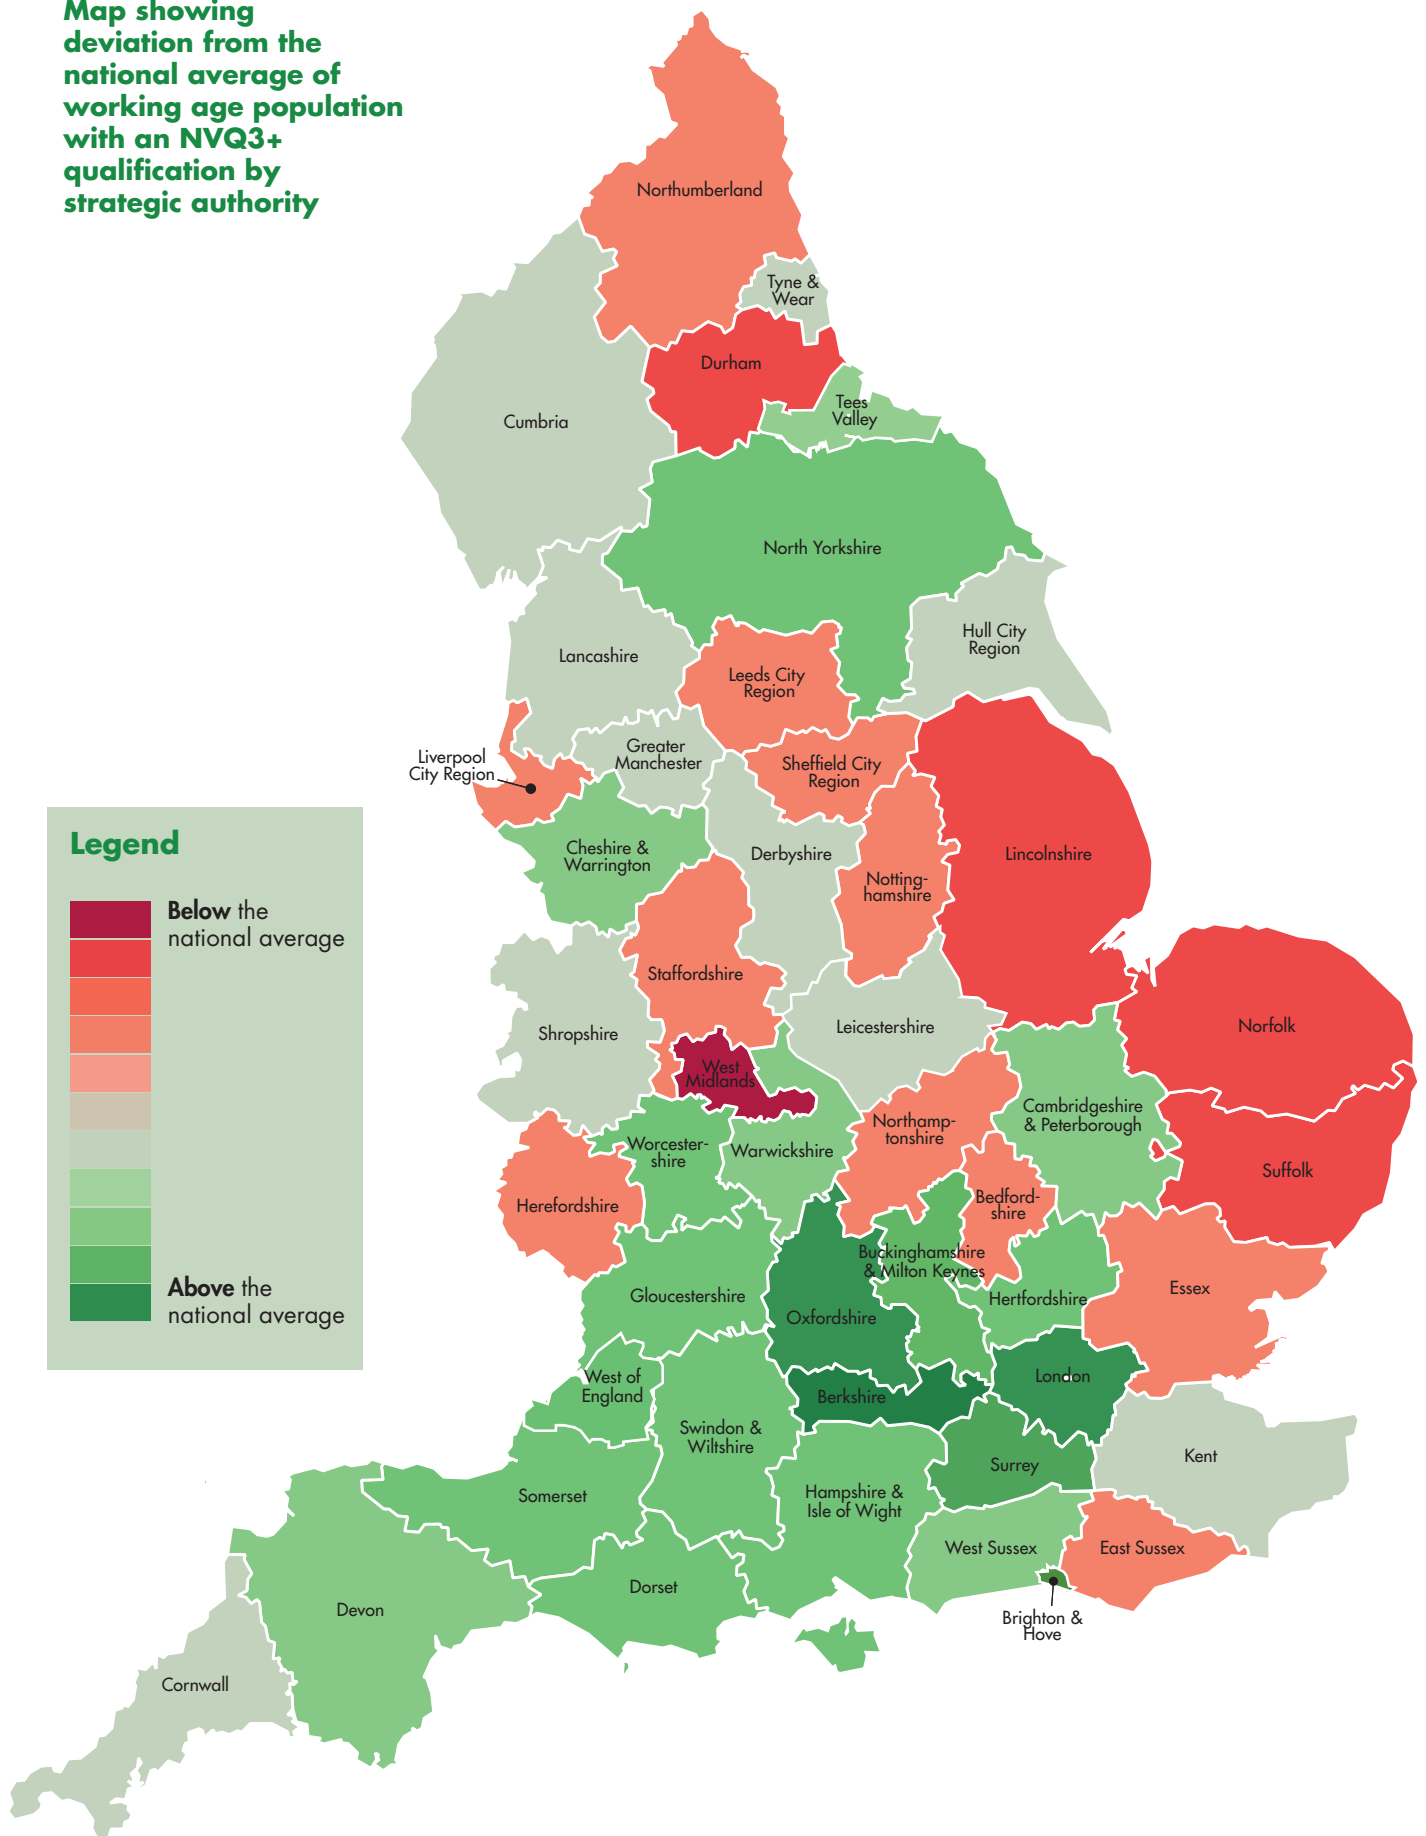 Map showing
deviation from the
national average of
working age population
with an NVQ3+
qualification by
strategic authority
Northumberland
Tyne &
Wear
Durham
Tees
Valley
Cumbria
North Yorkshire
Hull City
Region
Lancashire
Leeds City
Region
Liverpool
City Region
Greater
Manchester
Sheffield City
Region
Cheshire &
Warrington
Derbyshire
Notting-
hamshire
Lincolnshire
Legend
Below the
national average
Above the
national average
Staffordshire
Shropshire
Leicestershire
Norfolk
West
Midlands
Cambridgeshire
& Peterborough
Northamp-
tonshire
Worcester-
shire
Warwickshire
Suffolk
Herefordshire
Bedford-
shire
Buckinghamshire
& Milton Keynes
Gloucestershire
Hertfordshire
Essex
Oxfordshire
West of
England
London
Berkshire
Swindon &
Wiltshire
Surrey
Kent
Somerset
Hampshire &
Isle of Wight
West Sussex
East Sussex
Dorset
Devon
Brighton &
Hove
Cornwall